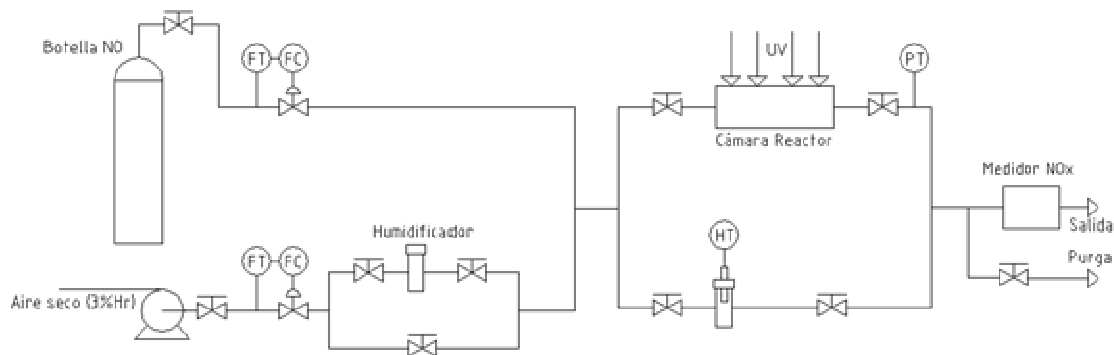 Botella NO
FT
FC
UV
PT
Cámara Reactor
Medidor NOx
Salida
Purga
Humidificador
HT
FT
FC
Aire seco (3%Hr)